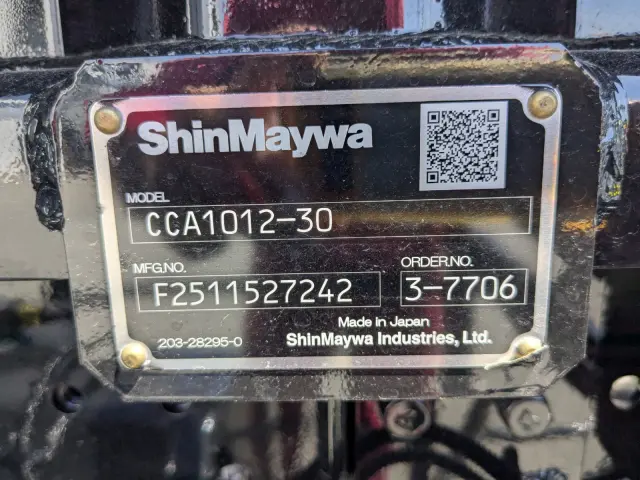 ShinMaywa
MODEL
CCA1012-30
MFG.NO. ORDER.NO.
F2511527242 3-7706
Made in Japan
203-28295-0 ShinMaywa Industries, Ltd.